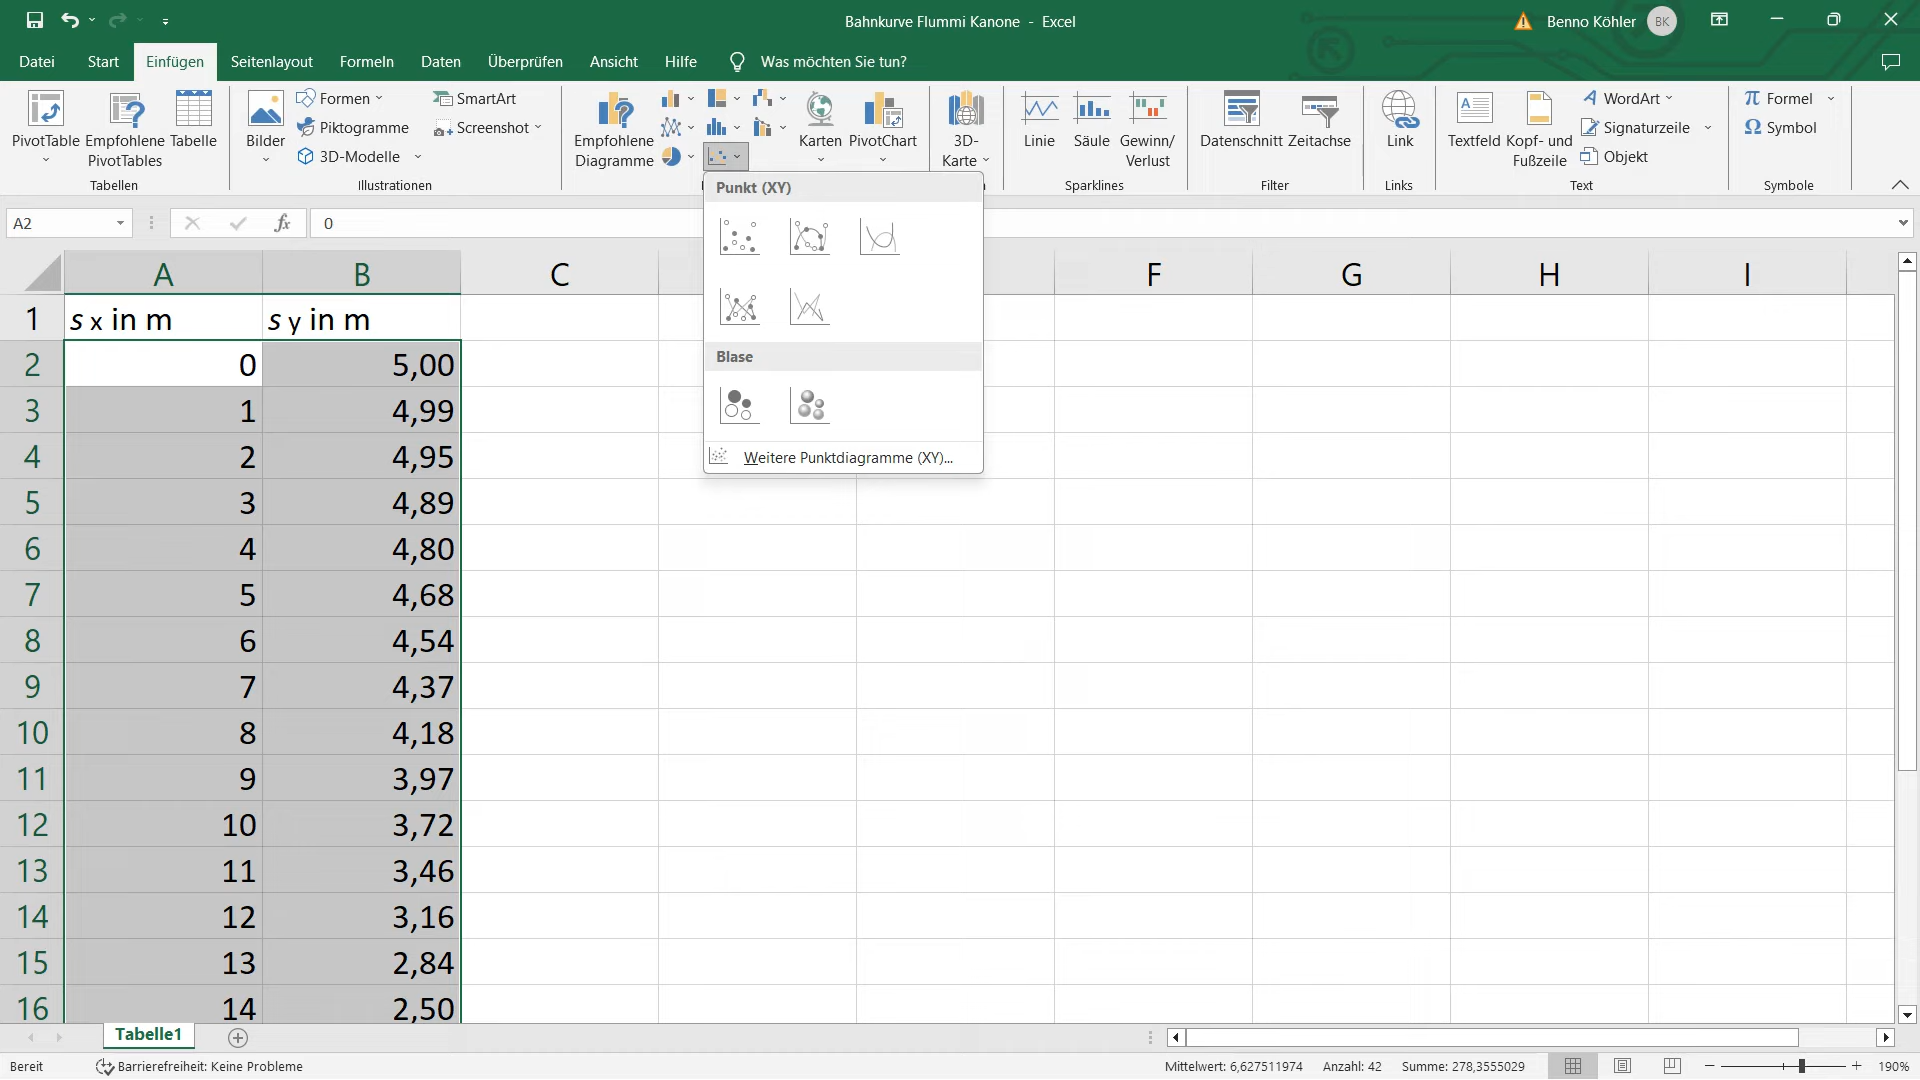 Bahnkurve Flummi Kanone - Excel
Benno Köhler BK
Datei Start Einfügen Seitenlayout Formeln Daten Überprüfen Ansicht Hilfe Was möchten Sie tun?
PivotTable
Empfohlene
PivotTables
Tabelle
Tabellen
Bilder
Formen
Piktogramme
3D-Modelle
SmartArt
Screenshot
Illustrationen
Empfohlene
Diagramme
Karten
PivotChart
3D-
Karte
Linie
Säule
Gewinn/
Verlust
Sparklines
Datenschnitt
Zeitachse
Filter
Link
Links
Textfeld
Kopf- und
Fußzeile
WordArt
Signaturzeile
Objekt
Text
Formel
Symbol
Symbole
Punkt (XY)
Blase
Weitere Punktdiagramme (XY)...
A2 fx 0
A B C F G H I
1 s x in m s y in m
2 0 5,00
3 1 4,99
4 2 4,95
5 3 4,89
6 4 4,80
7 5 4,68
8 6 4,54
9 7 4,37
10 8 4,18
11 9 3,97
12 10 3,72
13 11 3,46
14 12 3,16
15 13 2,84
16 14 2,50
Tabelle1
Bereit Barrierefreiheit: Keine Probleme Mittelwert: 6,627511974 Anzahl: 42 Summe: 278,3555029 190%